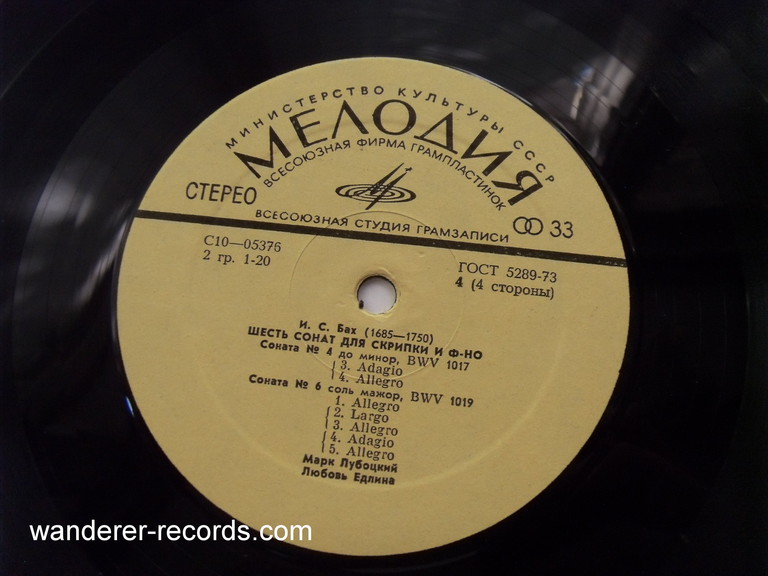 МИНИСТЕРСТВО КУЛЬТУРЫ СССР
МЕЛОДИЯ
ВСЕСОЮЗНАЯ ФИРМА ГРАМПЛАСТИНОК
СТЕРЕО
ВСЕСОЮЗНАЯ СТУДИЯ ГРАМЗАПИСИ
33
С10—05376
2 гр. 1-20
ГОСТ 5289-73
4 (4 стороны)
И. С. Бах (1685—1750)
ШЕСТЬ СОНАТ ДЛЯ СКРИПКИ И Ф-НО
Соната № 4 до минор, BWV 1017
3. Adagio
4. Allegro
Соната № 6 соль мажор, BWV 1019
1. Allegro
2. Largo
3. Allegro
4. Adagio
5. Allegro
Марк Лубоцкий
Любовь Едлина
wanderer-records.com